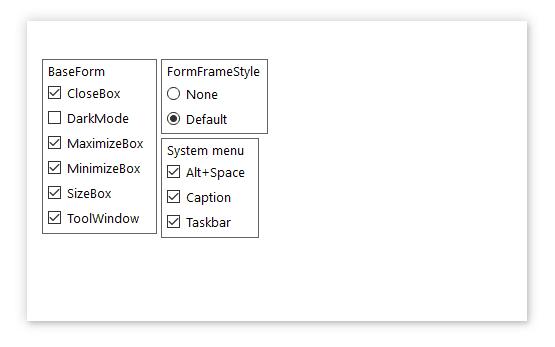 BaseForm
CloseBox
DarkMode
MaximizeBox
MinimizeBox
SizeBox
ToolWindow
FormFrameStyle
None
Default
System menu
Alt+Space
Caption
Taskbar